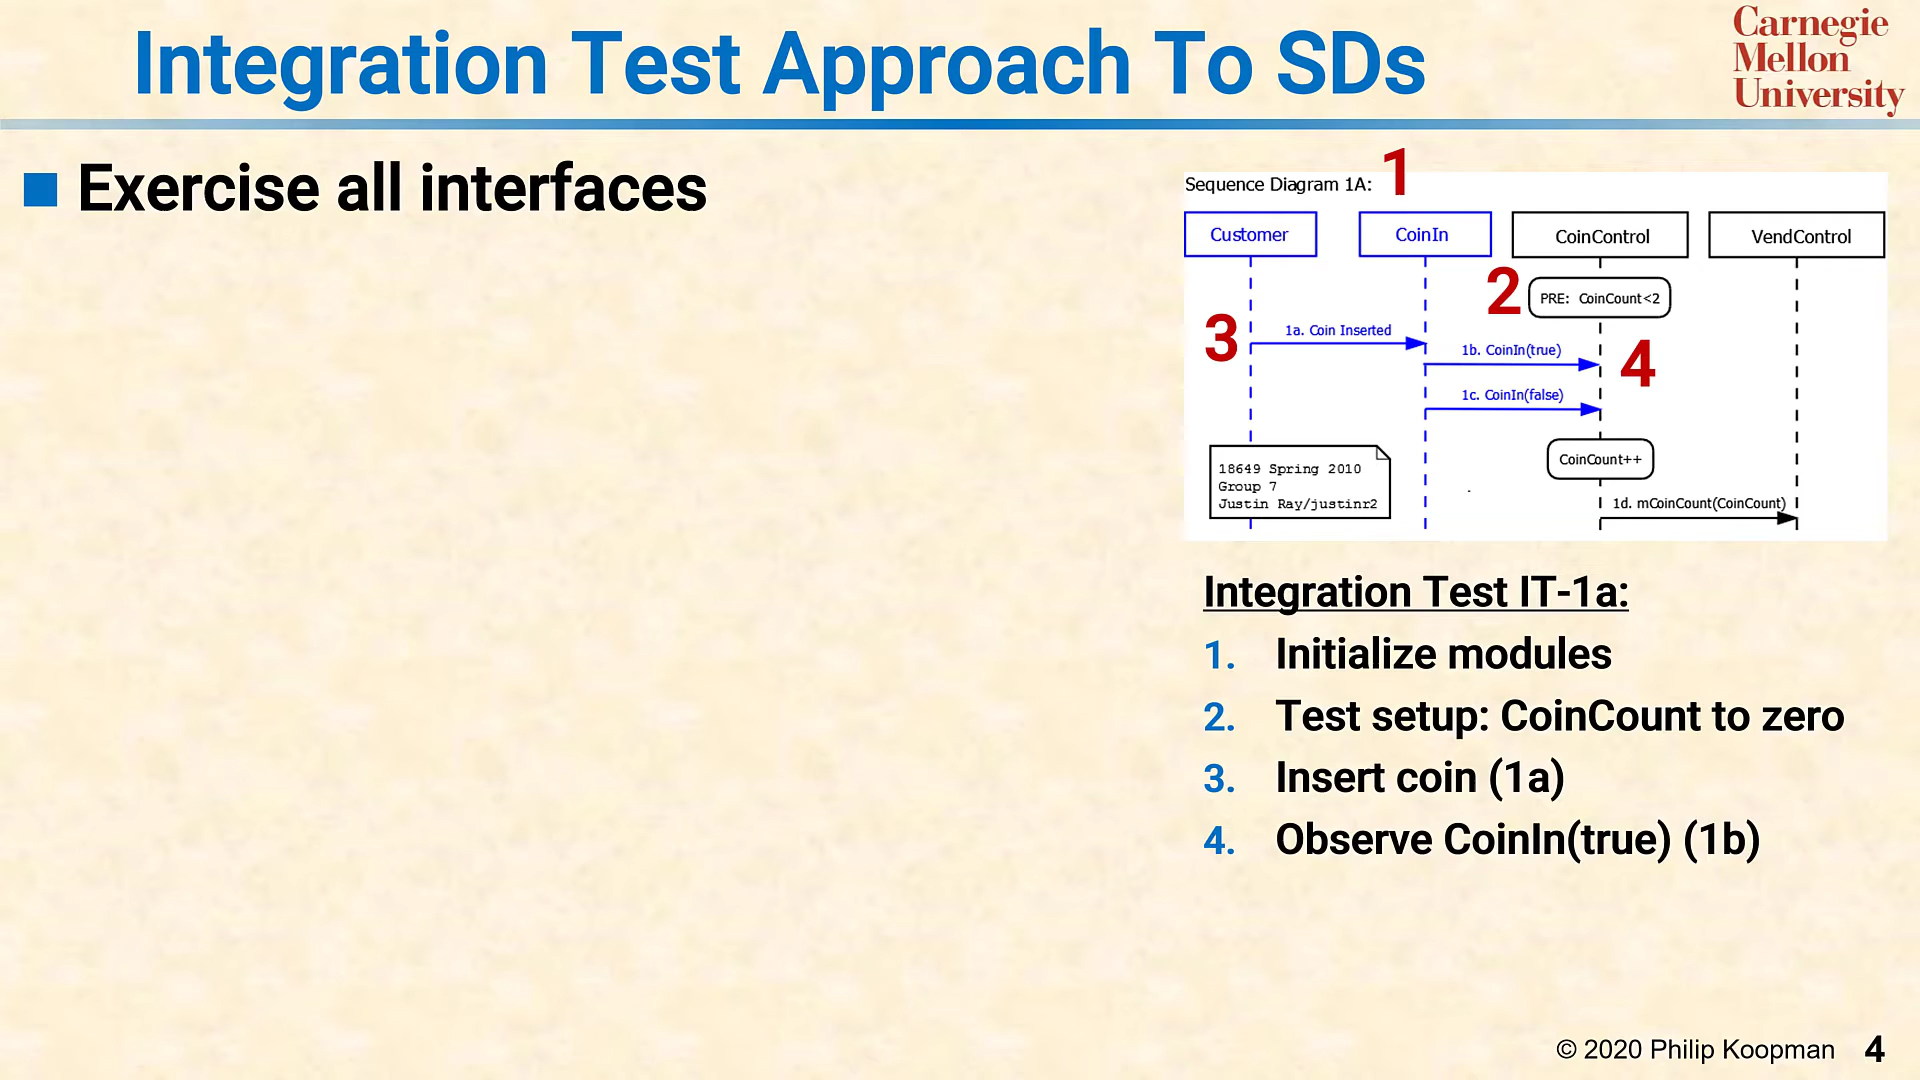 Integration Test Approach To SDs
Carnegie
Mellon
University
Exercise all interfaces
1
Sequence Diagram 1A:
Customer
CoinIn
CoinControl
VendControl
2
PRE: CoinCount<2
3
1a. Coin Inserted
1b. CoinIn(true)
4
1c. CoinIn(false)
CoinCount++
18649 Spring 2010
Group 7
Justin Ray/justinr2
1d. mCoinCount(CoinCount)
Integration Test IT-1a:
1. Initialize modules
2. Test setup: CoinCount to zero
3. Insert coin (1a)
4. Observe CoinIn(true) (1b)
© 2020 Philip Koopman 4